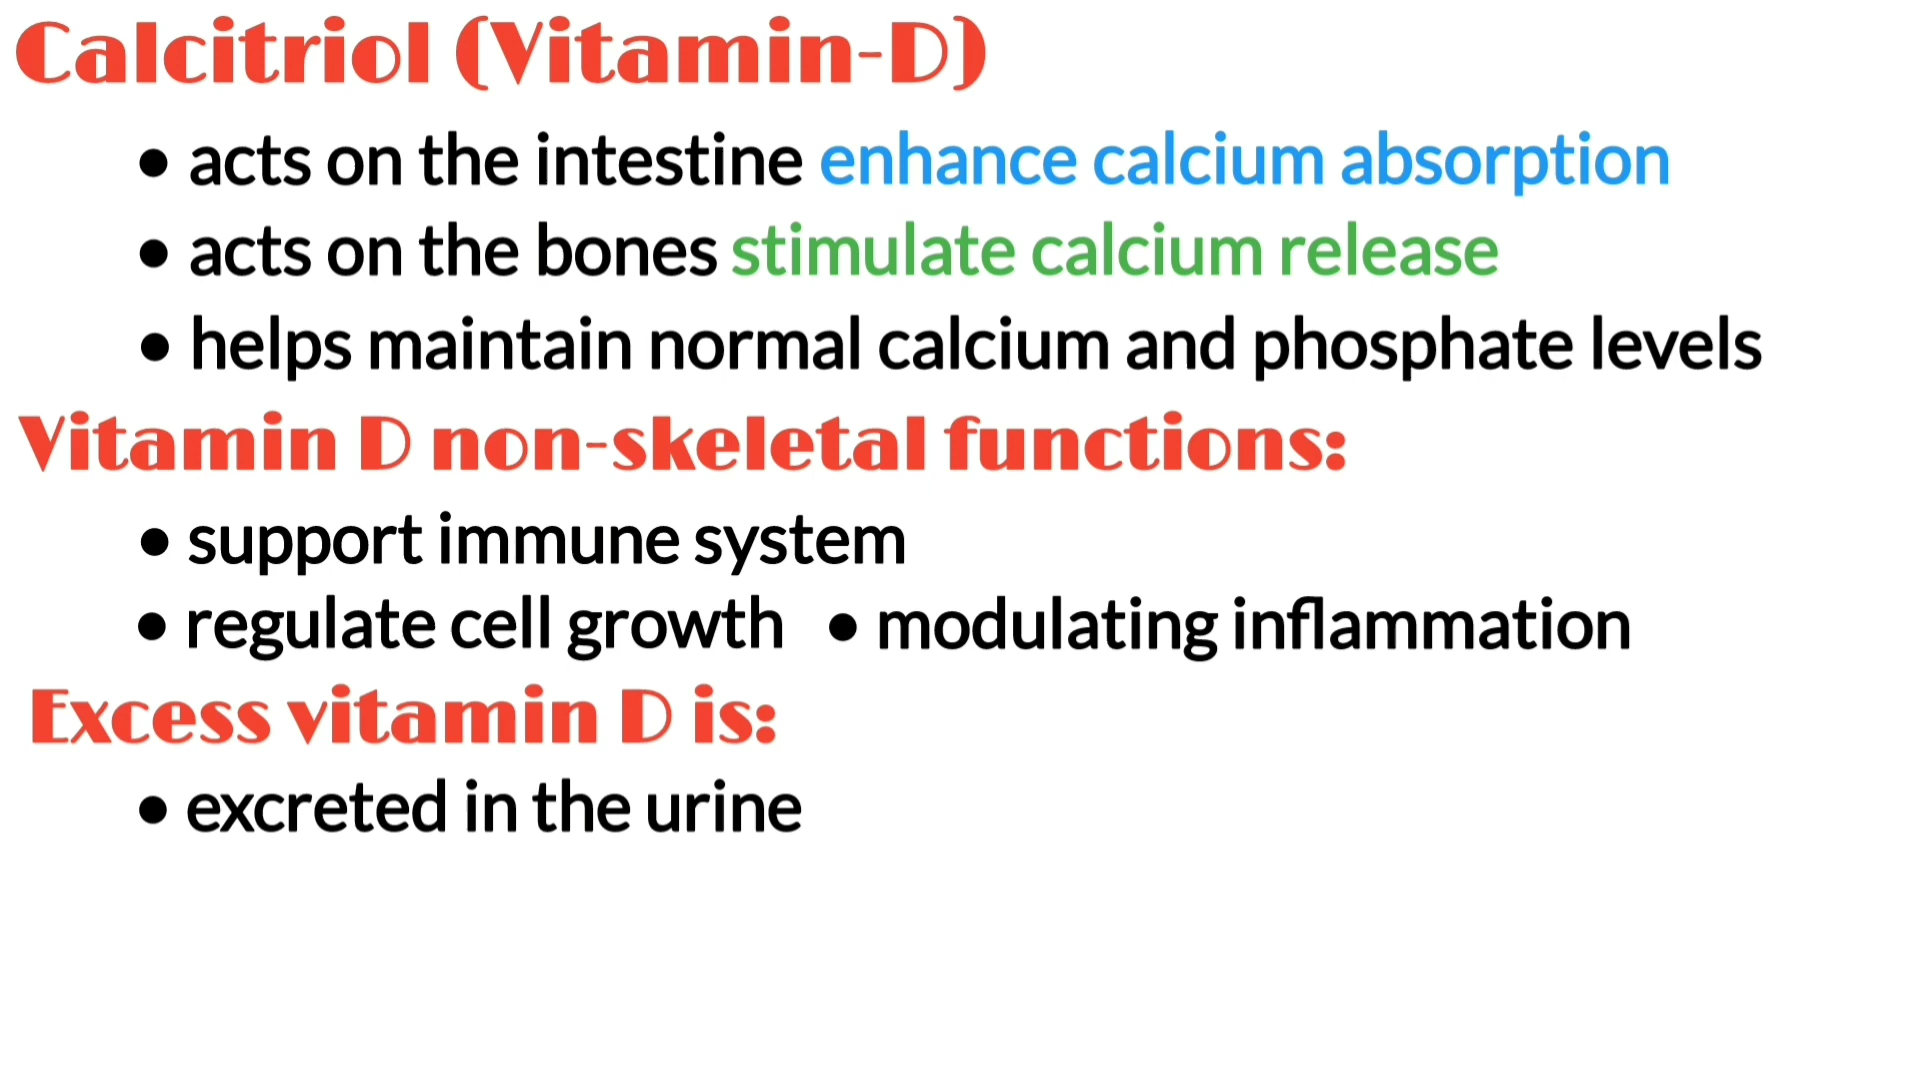 Calcitriol (Vitamin-D)
• acts on the intestine enhance calcium absorption
• acts on the bones stimulate calcium release
• helps maintain normal calcium and phosphate levels
Vitamin D non-skeletal functions:
• support immune system
• regulate cell growth • modulating inflammation
Excess vitamin D is:
• excreted in the urine